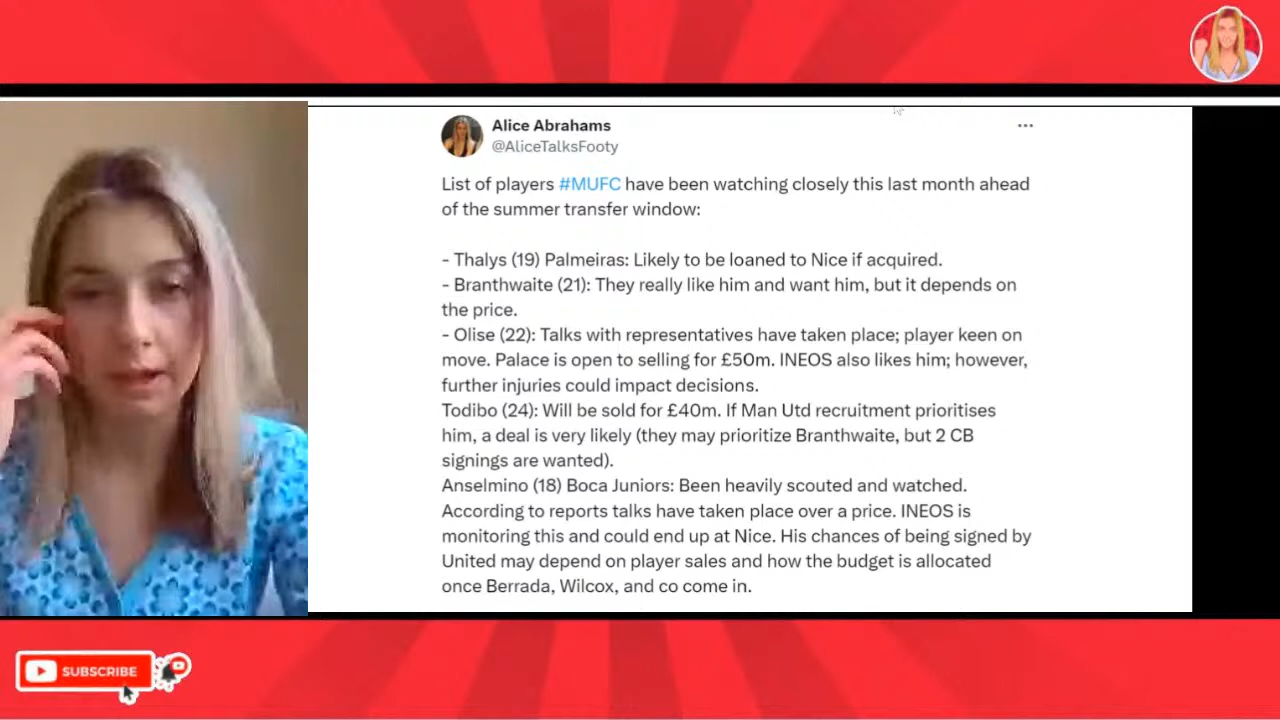 Alice Abrahams
@AliceTalksFooty
List of players #MUFC have been watching closely this last month ahead
of the summer transfer window:
- Thalys (19) Palmeiras: Likely to be loaned to Nice if acquired.
- Branthwaite (21): They really like him and want him, but it depends on
the price.
- Olise (22): Talks with representatives have taken place; player keen on
move. Palace is open to selling for £50m. INEOS also likes him; however,
further injuries could impact decisions.
Todibo (24): Will be sold for £40m. If Man Utd recruitment prioritises
him, a deal is very likely (they may prioritize Branthwaite, but 2 CB
signings are wanted).
Anselmino (18) Boca Juniors: Been heavily scouted and watched.
According to reports talks have taken place over a price. INEOS is
monitoring this and could end up at Nice. His chances of being signed by
United may depend on player sales and how the budget is allocated
once Berrada, Wilcox, and co come in.
SUBSCRIBE